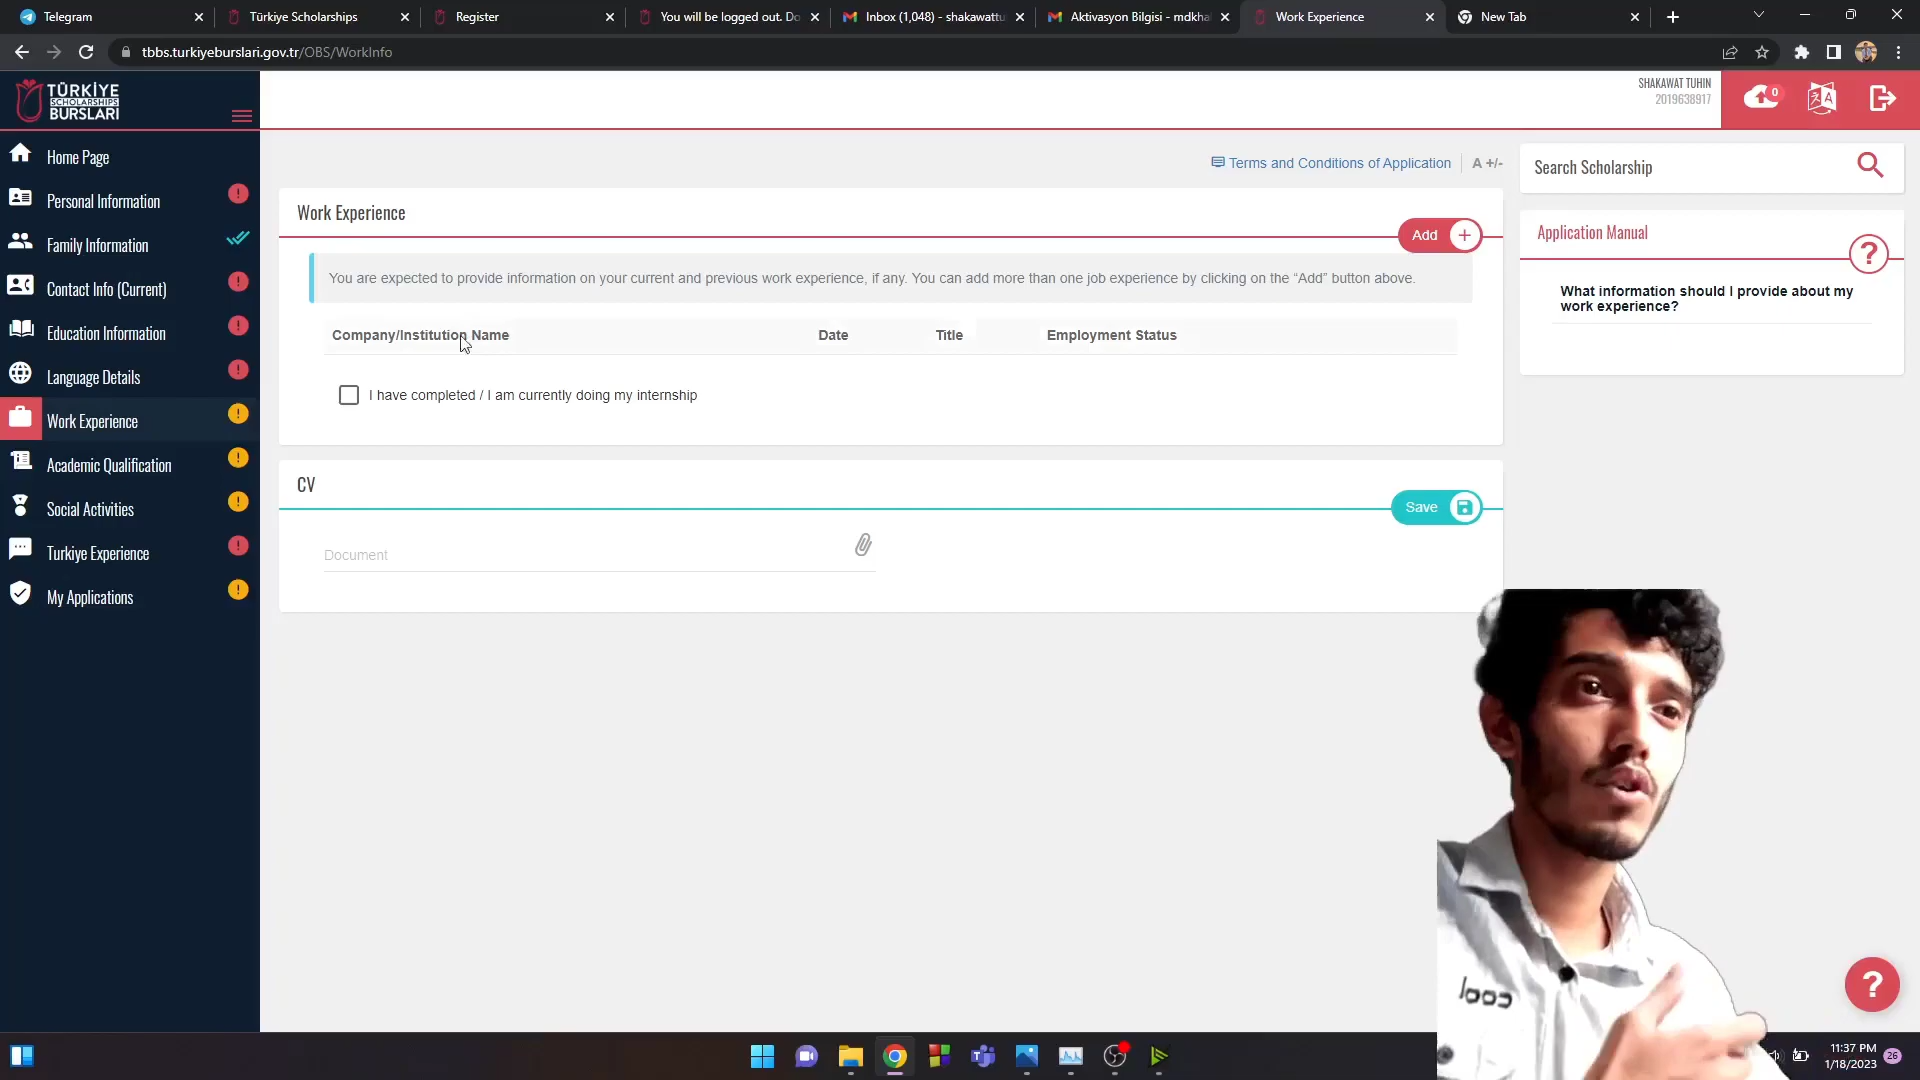 Telegram
Türkiye Scholarships
Register
You will be logged out. Do
Inbox (1,048) - shakawattu
Aktivasyon Bilgisi - mdkhal
Work Experience
New Tab
tbbs.turkiyeburslari.gov.tr/OBS/WorkInfo
TÜRKİYE
SCHOLARSHIPS
BURSLARI
SHAKAWAT TUHIN
2019638917
0
Home Page
Personal Information
Family Information
Contact Info (Current)
Education Information
Language Details
Work Experience
Academic Qualification
Social Activities
Turkiye Experience
My Applications
Terms and Conditions of Application
A +/-
Work Experience
Add +
You are expected to provide information on your current and previous work experience, if any. You can add more than one job experience by clicking on the “Add” button above.
Company/Institution Name Date Title Employment Status
I have completed / I am currently doing my internship
CV
Save
Document
Search Scholarship
Application Manual
?
What information should I provide about my
work experience?
cool
?
11:37 PM
1/18/2023
26